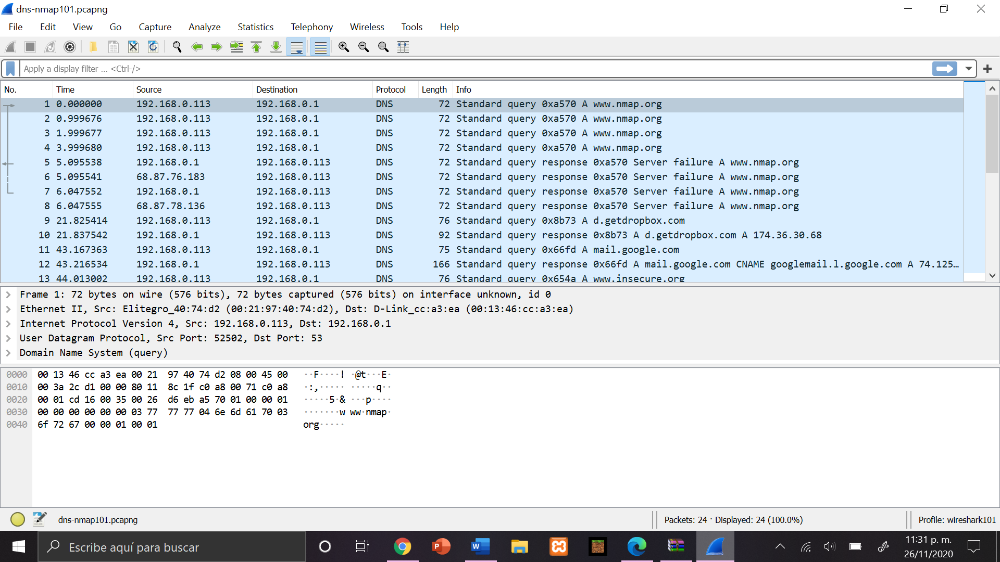 dns-nmap101.pcapng
File Edit View Go Capture Analyze Statistics Telephony Wireless Tools Help
Apply a display filter ... <Ctrl-/>
No. Time Source Destination Protocol Length Info
1 0.000000 192.168.0.113 192.168.0.1 DNS 72 Standard query 0xa570 A www.nmap.org
2 0.999676 192.168.0.113 192.168.0.1 DNS 72 Standard query 0xa570 A www.nmap.org
3 1.999677 192.168.0.113 192.168.0.1 DNS 72 Standard query 0xa570 A www.nmap.org
4 3.999680 192.168.0.113 192.168.0.1 DNS 72 Standard query 0xa570 A www.nmap.org
5 5.095538 192.168.0.1 192.168.0.113 DNS 72 Standard query response 0xa570 Server failure A www.nmap.org
6 5.095541 68.87.76.183 192.168.0.113 DNS 72 Standard query response 0xa570 Server failure A www.nmap.org
7 6.047552 192.168.0.1 192.168.0.113 DNS 72 Standard query response 0xa570 Server failure A www.nmap.org
8 6.047555 68.87.78.136 192.168.0.113 DNS 72 Standard query response 0xa570 Server failure A www.nmap.org
9 21.825414 192.168.0.113 192.168.0.1 DNS 76 Standard query 0x8b73 A d.getdropbox.com
10 21.837542 192.168.0.1 192.168.0.113 DNS 92 Standard query response 0x8b73 A d.getdropbox.com A 174.36.30.68
11 43.167363 192.168.0.113 192.168.0.1 DNS 75 Standard query 0x66fd A mail.google.com
12 43.216534 192.168.0.1 192.168.0.113 DNS 166 Standard query response 0x66fd A mail.google.com CNAME googlemail.l.google.com A 74.125…
13 44.013002 192.168.0.113 192.168.0.1 DNS 76 Standard query 0x654a A www.insecure.org
Frame 1: 72 bytes on wire (576 bits), 72 bytes captured (576 bits) on interface unknown, id 0
Ethernet II, Src: Elitegro_40:74:d2 (00:21:97:40:74:d2), Dst: D-Link_cc:a3:ea (00:13:46:cc:a3:ea)
Internet Protocol Version 4, Src: 192.168.0.113, Dst: 192.168.0.1
User Datagram Protocol, Src Port: 52502, Dst Port: 53
Domain Name System (query)
0000 00 13 46 cc a3 ea 00 21 97 40 74 d2 08 00 45 00 ··F····! ·@t···E·
0010 00 3a 2c d1 00 00 80 11 8c 1f c0 a8 00 71 c0 a8 ·:,····· ·····q··
0020 00 01 cd 16 00 35 00 26 d6 eb a5 70 01 00 00 01 ·····5·& ···p····
0030 00 00 00 00 00 00 03 77 77 77 04 6e 6d 61 70 03 ·······w ww·nmap·
0040 6f 72 67 00 00 01 00 01 org·····
dns-nmap101.pcapng
Packets: 24 · Displayed: 24 (100.0%)
Profile: wireshark101
Escribe aquí para buscar
P
W
11:31 p. m.
26/11/2020